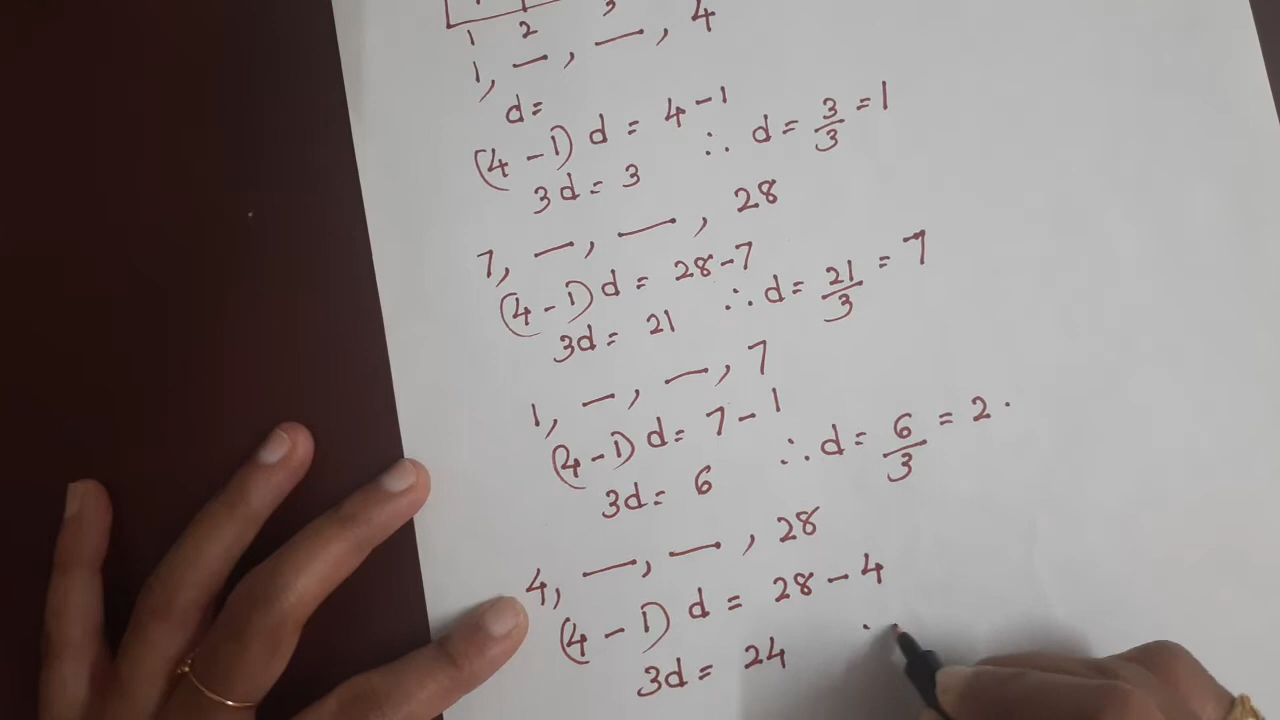 1 2 3 4
1, —, —, 4
d=
(4-1) d = 4-1
3d = 3 ∴ d = 3/3 = 1
7, —, —, 28
(4-1) d = 28-7
3d = 21 ∴ d = 21/3 = 7
1, —, —, 7
(4-1) d = 7-1
3d = 6 ∴ d = 6/3 = 2.
4, —, —, 28
(4-1) d = 28-4
3d = 24